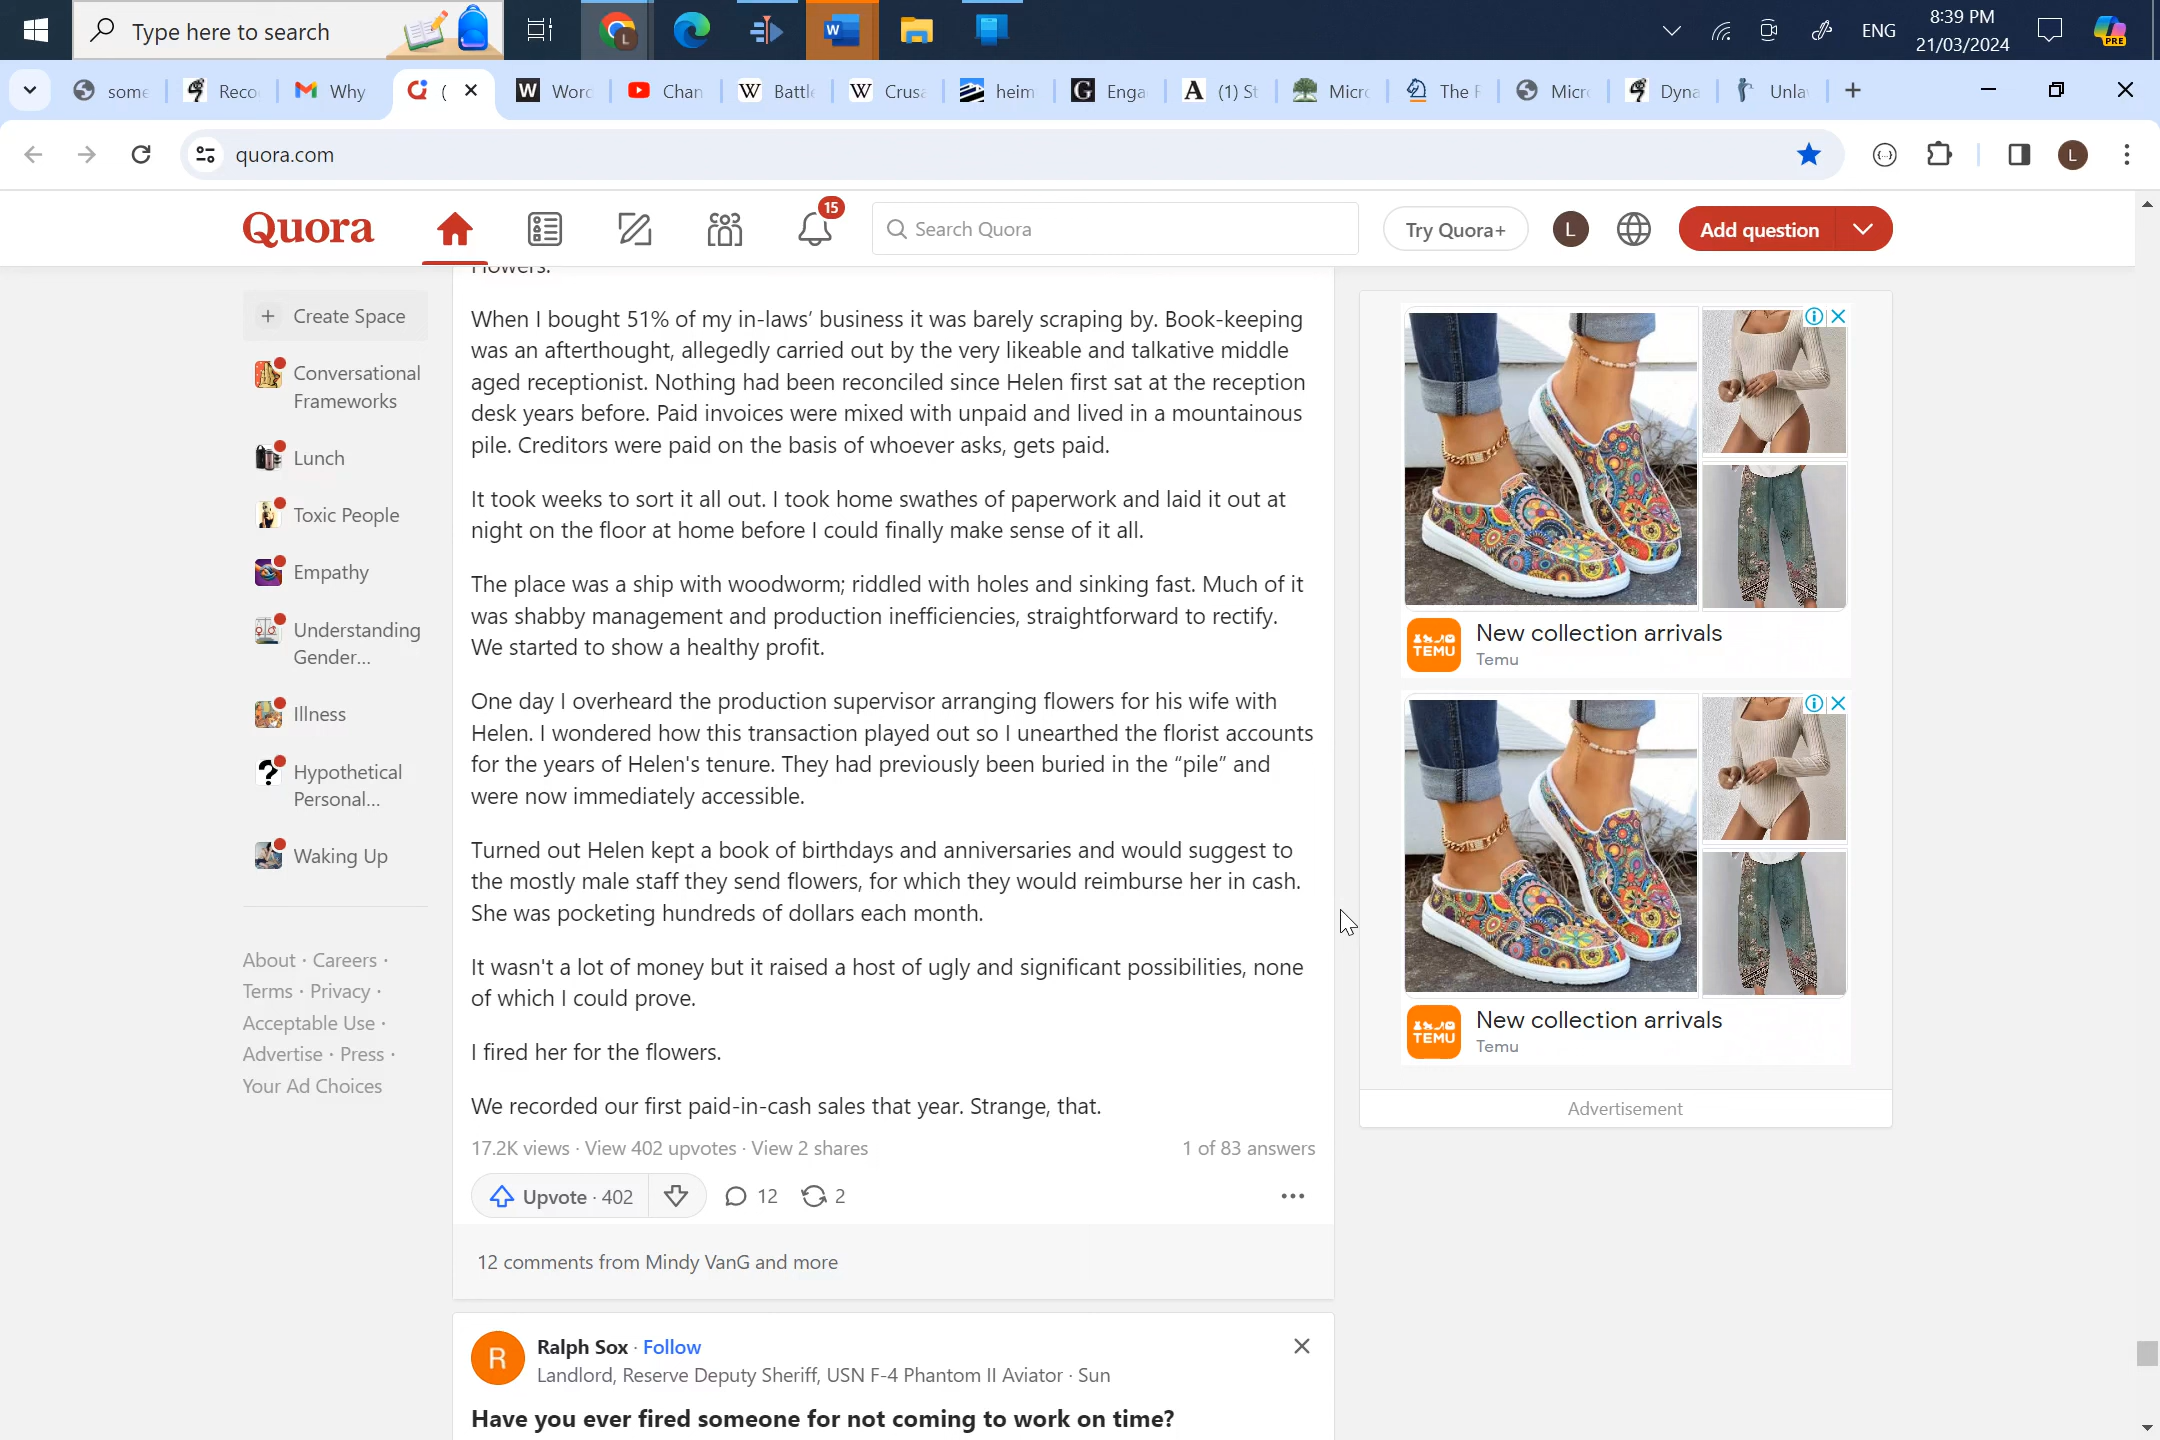 Type here to search
ENG
8:39 PM
21/03/2024
PRE
some
Reco
Why
(
Word
Chan
Battle
Crusa
heim
Enga
(1) St
Micro
The F
Micro
Dyna
Unla
quora.com
L
Quora
15
Search Quora
Try Quora+
L
Add question
Create Space
Conversational
Frameworks
Lunch
Toxic People
Empathy
Understanding
Gender...
Illness
Hypothetical
Personal...
Waking Up
About · Careers ·
Terms · Privacy ·
Acceptable Use ·
Advertise · Press ·
Your Ad Choices
Flowers.
When I bought 51% of my in-laws’ business it was barely scraping by. Book-keeping
was an afterthought, allegedly carried out by the very likeable and talkative middle
aged receptionist. Nothing had been reconciled since Helen first sat at the reception
desk years before. Paid invoices were mixed with unpaid and lived in a mountainous
pile. Creditors were paid on the basis of whoever asks, gets paid.
It took weeks to sort it all out. I took home swathes of paperwork and laid it out at
night on the floor at home before I could finally make sense of it all.
The place was a ship with woodworm; riddled with holes and sinking fast. Much of it
was shabby management and production inefficiencies, straightforward to rectify.
We started to show a healthy profit.
One day I overheard the production supervisor arranging flowers for his wife with
Helen. I wondered how this transaction played out so I unearthed the florist accounts
for the years of Helen's tenure. They had previously been buried in the “pile” and
were now immediately accessible.
Turned out Helen kept a book of birthdays and anniversaries and would suggest to
the mostly male staff they send flowers, for which they would reimburse her in cash.
She was pocketing hundreds of dollars each month.
It wasn't a lot of money but it raised a host of ugly and significant possibilities, none
of which I could prove.
I fired her for the flowers.
We recorded our first paid-in-cash sales that year. Strange, that.
17.2K views · View 402 upvotes · View 2 shares
1 of 83 answers
Upvote · 402
12
2
12 comments from Mindy VanG and more
R
Ralph Sox · Follow
Landlord, Reserve Deputy Sheriff, USN F-4 Phantom II Aviator · Sun
Have you ever fired someone for not coming to work on time?
TEMU
New collection arrivals
Temu
TEMU
New collection arrivals
Temu
Advertisement